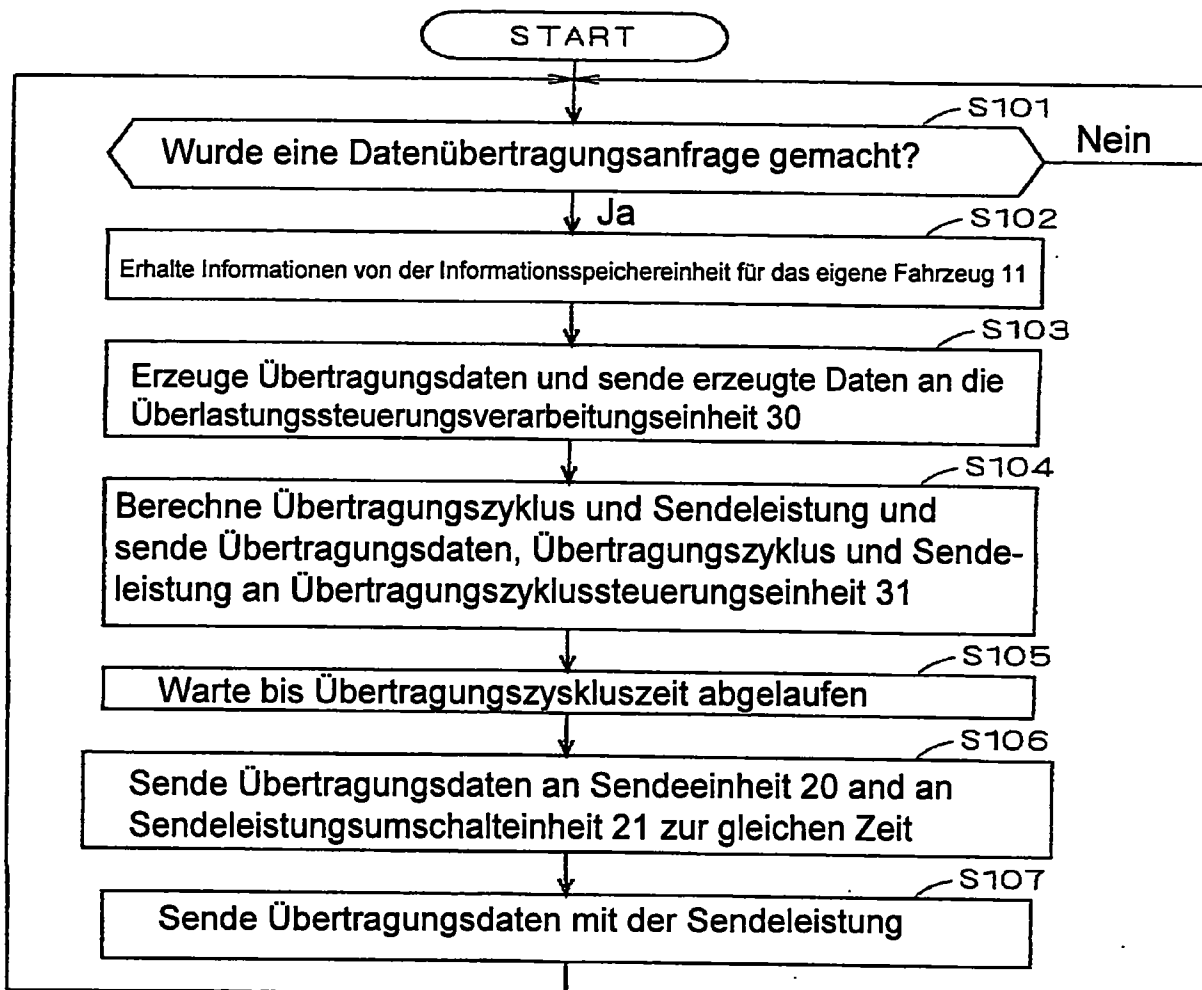 START
S101
Wurde eine Datenübertragungsanfrage gemacht?
Nein
Ja
S102
Erhalte Informationen von der Informationsspeichereinheit für das eigene Fahrzeug 11
S103
Erzeuge Übertragungsdaten und sende erzeugte Daten an die
Überlastungssteuerungsverarbeitungseinheit 30
S104
Berechne Übertragungszyklus und Sendeleistung und
sende Übertragungsdaten, Übertragungszyklus und Sende-
leistung an Übertragungszyklussteuerungseinheit 31
S105
Warte bis Übertragungszyskluszeit abgelaufen
S106
Sende Übertragungsdaten an Sendeeinheit 20 and an
Sendeleistungsumschalteinheit 21 zur gleichen Zeit
S107
Sende Übertragungsdaten mit der Sendeleistung